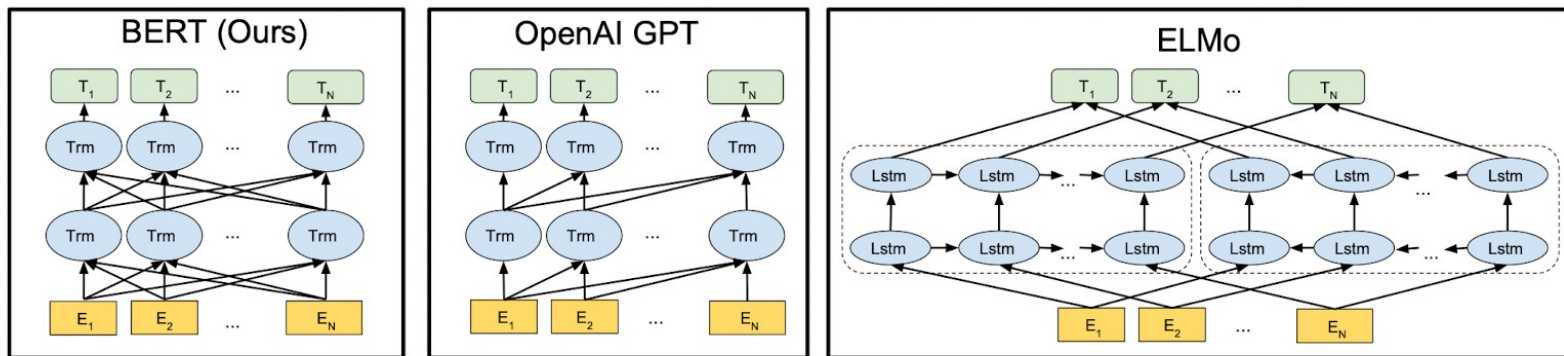 BERT (Ours)
T1 T2 ... TN
Trm Trm ... Trm
Trm Trm ... Trm
E1 E2 ... EN
OpenAI GPT
T1 T2 ... TN
Trm Trm ... Trm
Trm Trm ... Trm
E1 E2 ... EN
ELMo
T1 T2 ... TN
Lstm Lstm ... Lstm Lstm Lstm ... Lstm
Lstm Lstm ... Lstm Lstm Lstm ... Lstm
E1 E2 ... EN